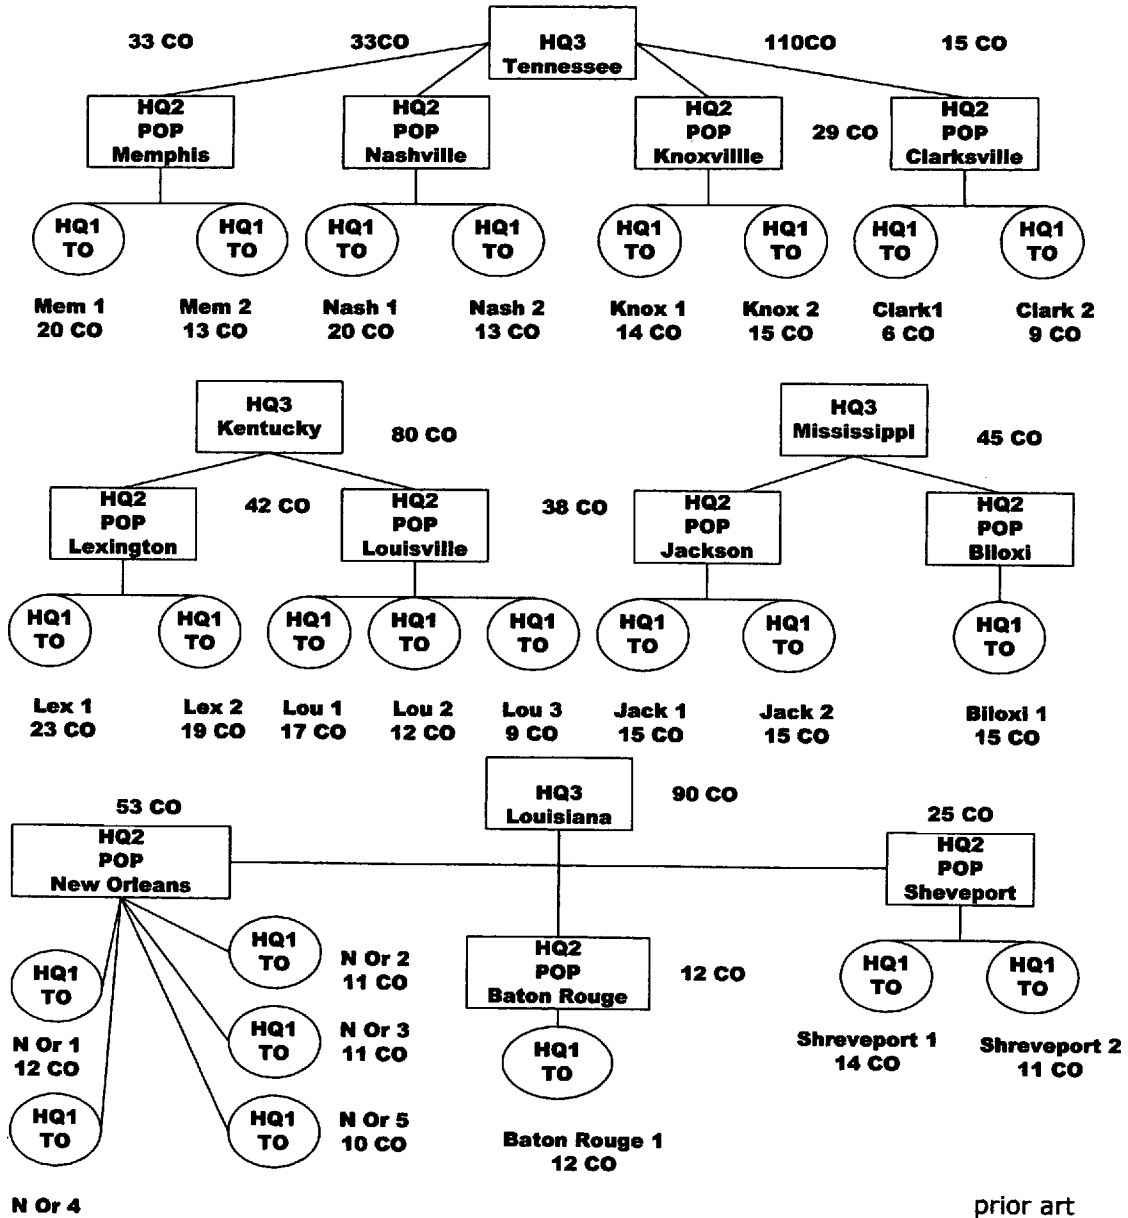 33 CO 33CO HQ3 110CO 15 CO
Tennessee
HQ2 HQ2 HQ2 HQ2
POP POP POP 29 CO POP
Memphis Nashville Knoxvillle Clarksville
HQ1 HQ1 HQ1 HQ1 HQ1 HQ1 HQ1 HQ1
TO TO TO TO TO TO TO TO
Mem 1 Mem 2 Nash 1 Nash 2 Knox 1 Knox 2 Clark1 Clark 2
20 CO 13 CO 20 CO 13 CO 14 CO 15 CO 6 CO 9 CO
HQ3 HQ3
Kentucky 80 CO Mississippi 45 CO
HQ2 42 CO HQ2 38 CO HQ2 HQ2
POP POP POP POP
Lexington Louisville Jackson Biloxi
HQ1 HQ1 HQ1 HQ1 HQ1 HQ1 HQ1 HQ1
TO TO TO TO TO TO TO TO
Lex 1 Lex 2 Lou 1 Lou 2 Lou 3 Jack 1 Jack 2 Biloxi 1
23 CO 19 CO 17 CO 12 CO 9 CO 15 CO 15 CO 15 CO
53 CO HQ3 90 CO 25 CO
Louisiana
HQ2 HQ2
POP POP
New Orleans Sheveport
HQ1 N Or 2 HQ2 HQ1 HQ1
TO 11 CO POP 12 CO TO TO
HQ1 Baton Rouge
TO
N Or 1 HQ1 N Or 3 HQ1 Shreveport 1 Shreveport 2
12 CO TO 11 CO TO 14 CO 11 CO
HQ1 HQ1 N Or 5 Baton Rouge 1
TO TO 10 CO 12 CO
N Or 4 prior art